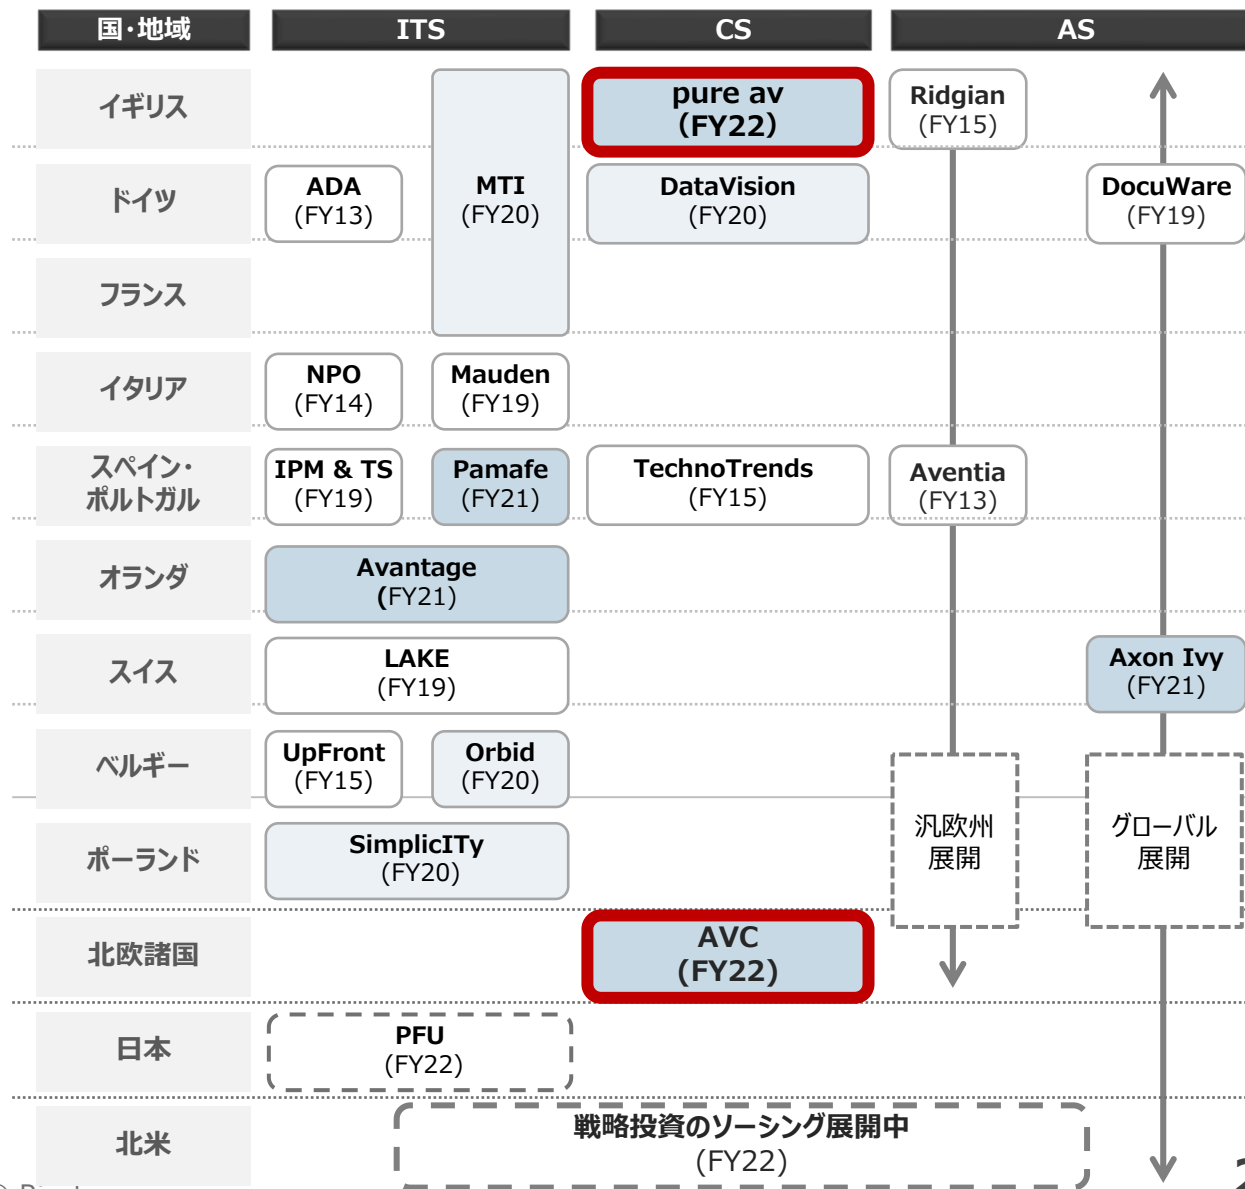 国・地域
ITS
CS
AS
イギリス
pure av
(FY22)
Ridgian
(FY15)
ドイツ
ADA
(FY13)
MTI
(FY20)
DataVision
(FY20)
DocuWare
(FY19)
フランス
イタリア
NPO
(FY14)
Mauden
(FY19)
スペイン・
ポルトガル
IPM & TS
(FY19)
Pamafe
(FY21)
TechnoTrends
(FY15)
Aventia
(FY13)
オランダ
Avantage
(FY21)
スイス
LAKE
(FY19)
Axon Ivy
(FY21)
ベルギー
UpFront
(FY15)
Orbid
(FY20)
汎欧州
展開
グローバル
展開
ポーランド
SimplicITy
(FY20)
北欧諸国
AVC
(FY22)
日本
PFU
(FY22)
北米
戦略投資のソーシング展開中
(FY22)